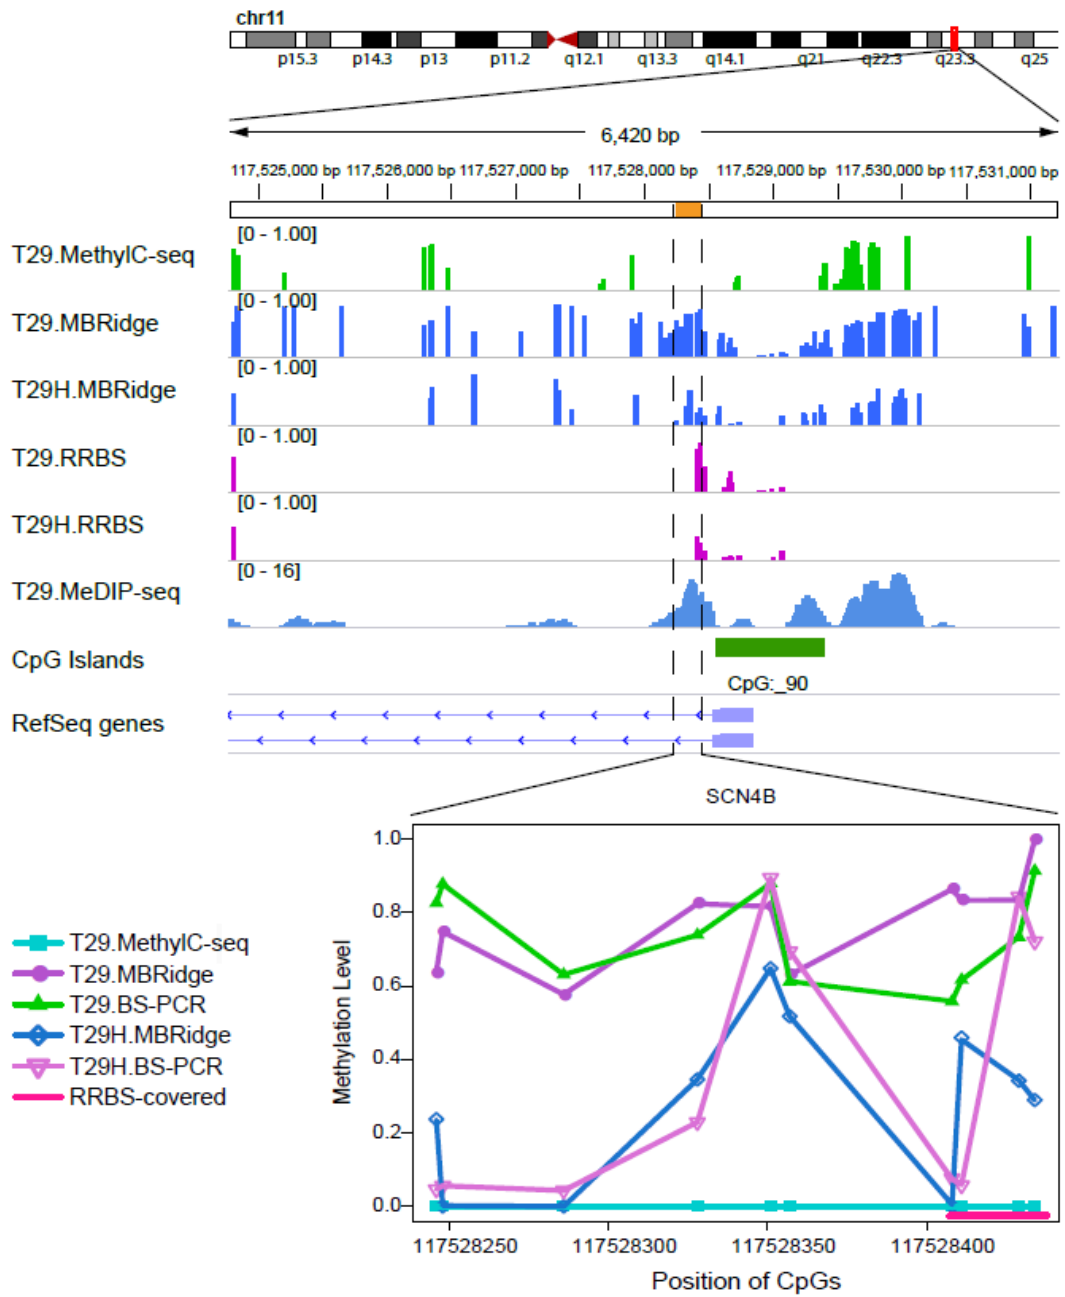 chr11
p15.3 p14.3 p13 p11.2 q12.1 q13.3 q14.1 q21 q22.3 q23.3 q25
6,420 bp
117,525,000 bp 117,526,000 bp 117,527,000 bp 117,528,000 bp 117,529,000 bp 117,530,000 bp 117,531,000 bp
[0 - 1.00]
T29.MethylC-seq
[0 - 1.00]
T29.MBRidge
[0 - 1.00]
T29H.MBRidge
[0 - 1.00]
T29.RRBS
[0 - 1.00]
T29H.RRBS
[0 - 16]
T29.MeDIP-seq
CpG Islands
CpG:_90
RefSeq genes
SCN4B
T29.MethylC-seq
T29.MBRidge
T29.BS-PCR
T29H.MBRidge
T29H.BS-PCR
RRBS-covered
Methylation Level
1.0
0.8
0.6
0.4
0.2
0.0
117528250 117528300 117528350 117528400
Position of CpGs